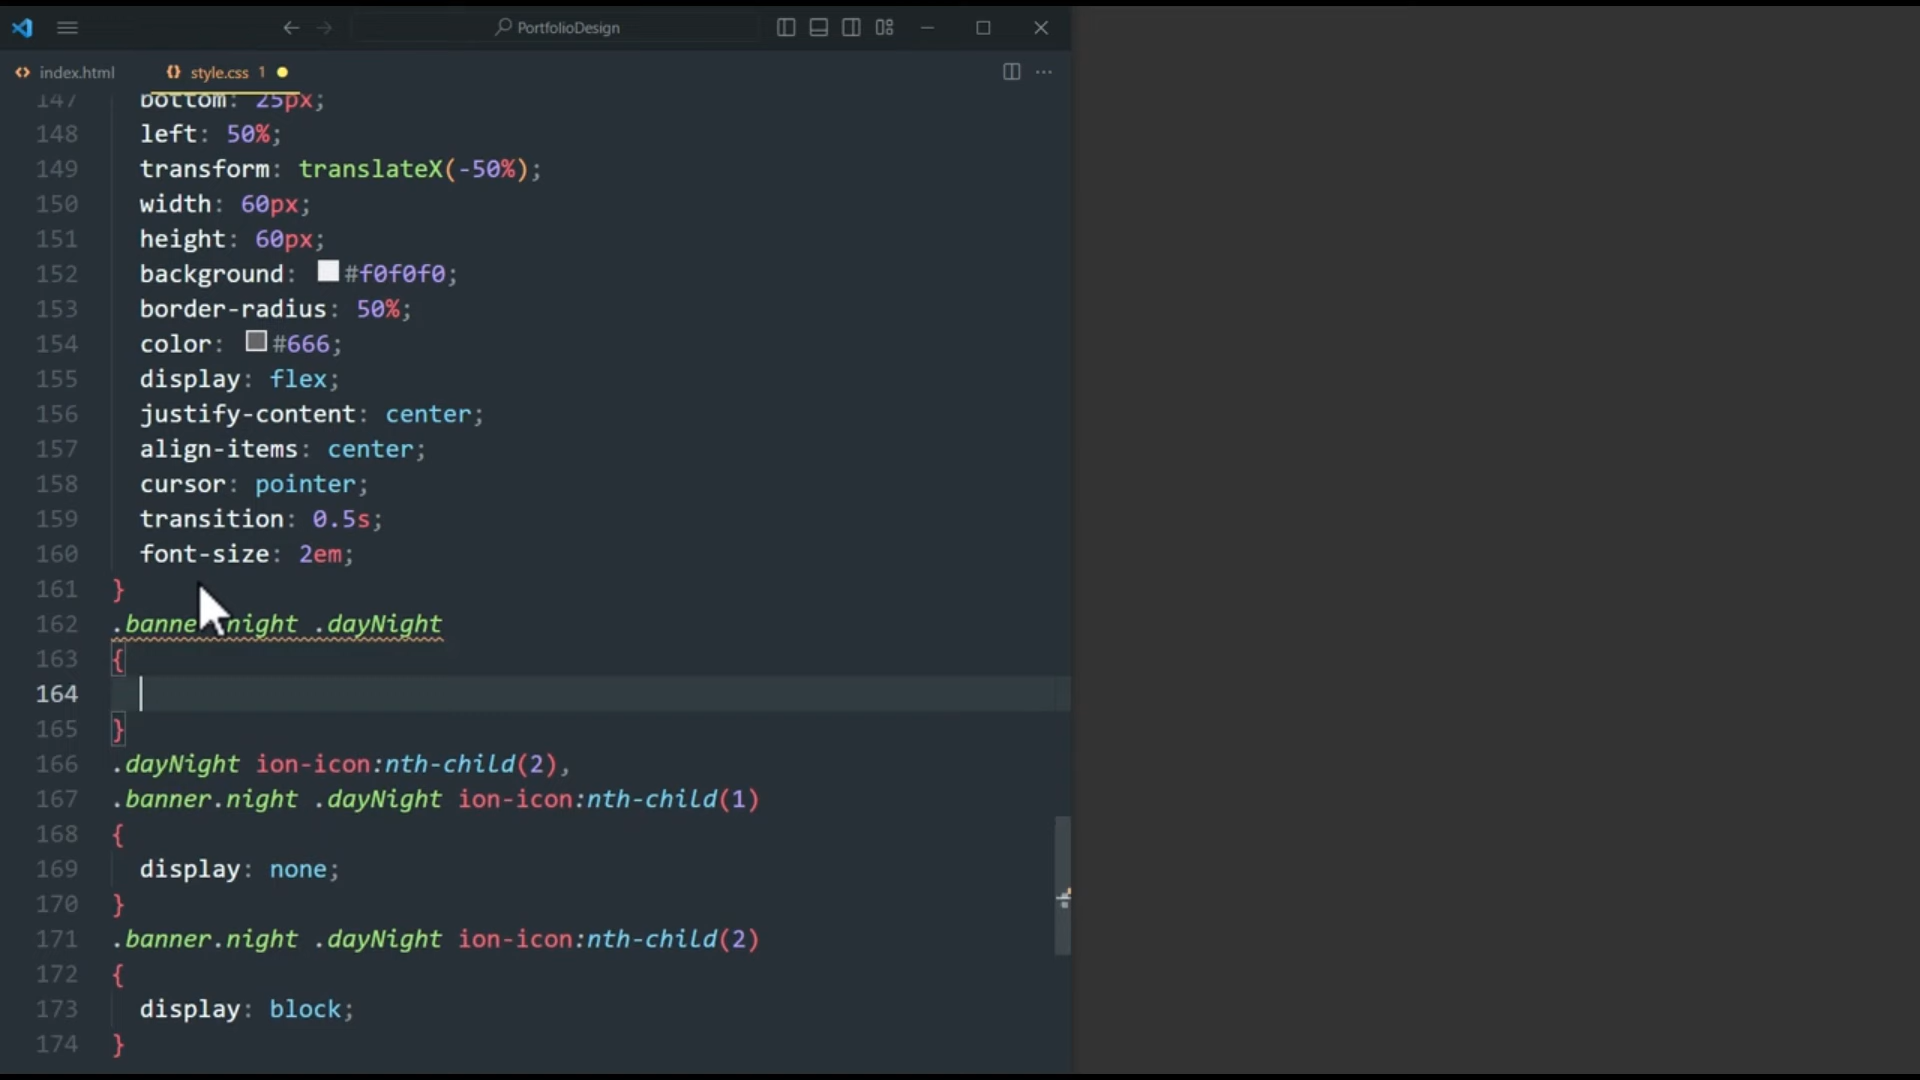 PortfolioDesign
index.html
style.css 1
147 bottom: 25px;
148 left: 50%;
149 transform: translateX(-50%);
150 width: 60px;
151 height: 60px;
152 background: #f0f0f0;
153 border-radius: 50%;
154 color: #666;
155 display: flex;
156 justify-content: center;
157 align-items: center;
158 cursor: pointer;
159 transition: 0.5s;
160 font-size: 2em;
161 }
162 .banner.night .dayNight
163 {
164
165 }
166 .dayNight ion-icon:nth-child(2),
167 .banner.night .dayNight ion-icon:nth-child(1)
168 {
169 display: none;
170 }
171 .banner.night .dayNight ion-icon:nth-child(2)
172 {
173 display: block;
174 }